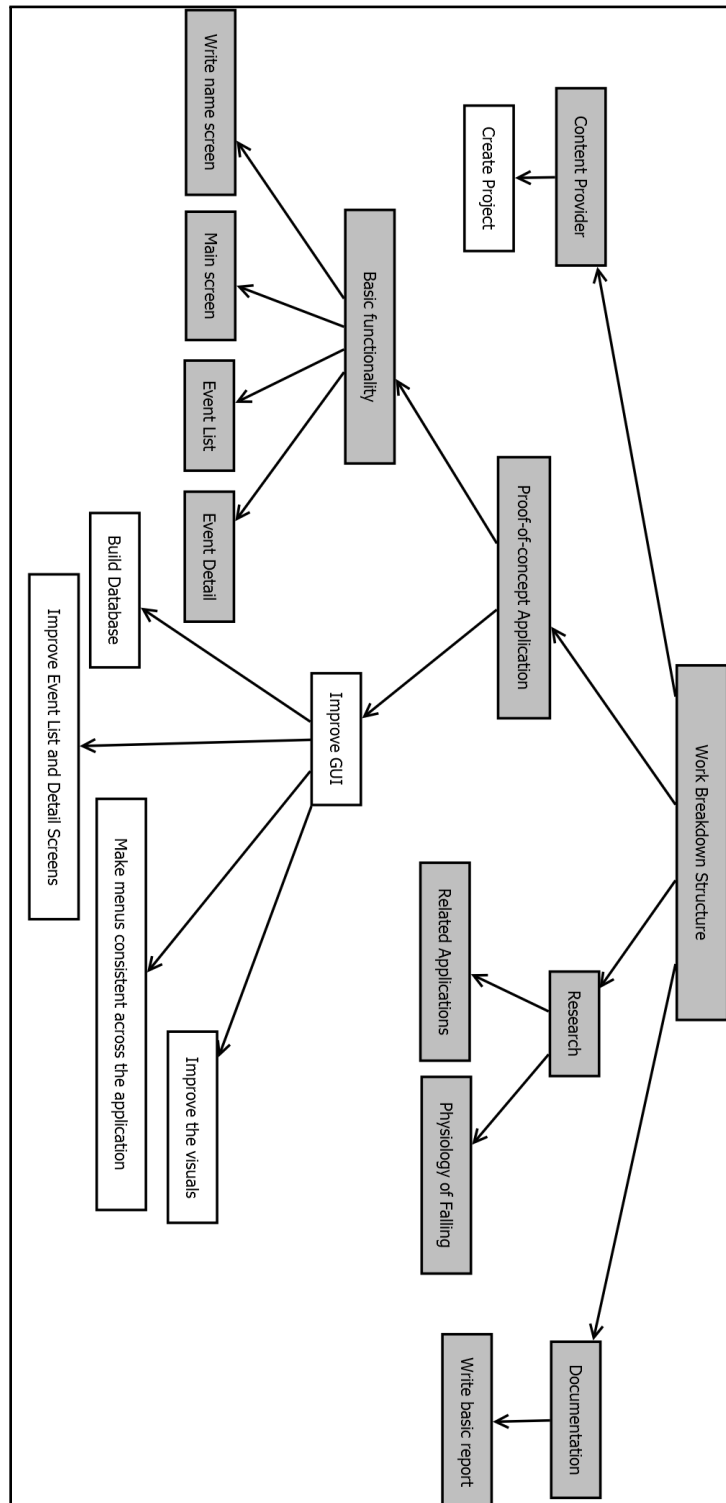 Work Breakdown Structure
Content Provider
Proof-of-concept Application
Research
Documentation
Create Project
Basic functionality
Improve GUI
Related Applications
Physiology of Falling
Write basic report
Write name screen
Main screen
Event List
Event Detail
Build Database
Improve Event List and Detail Screens
Make menus consistent across the application
Improve the visuals